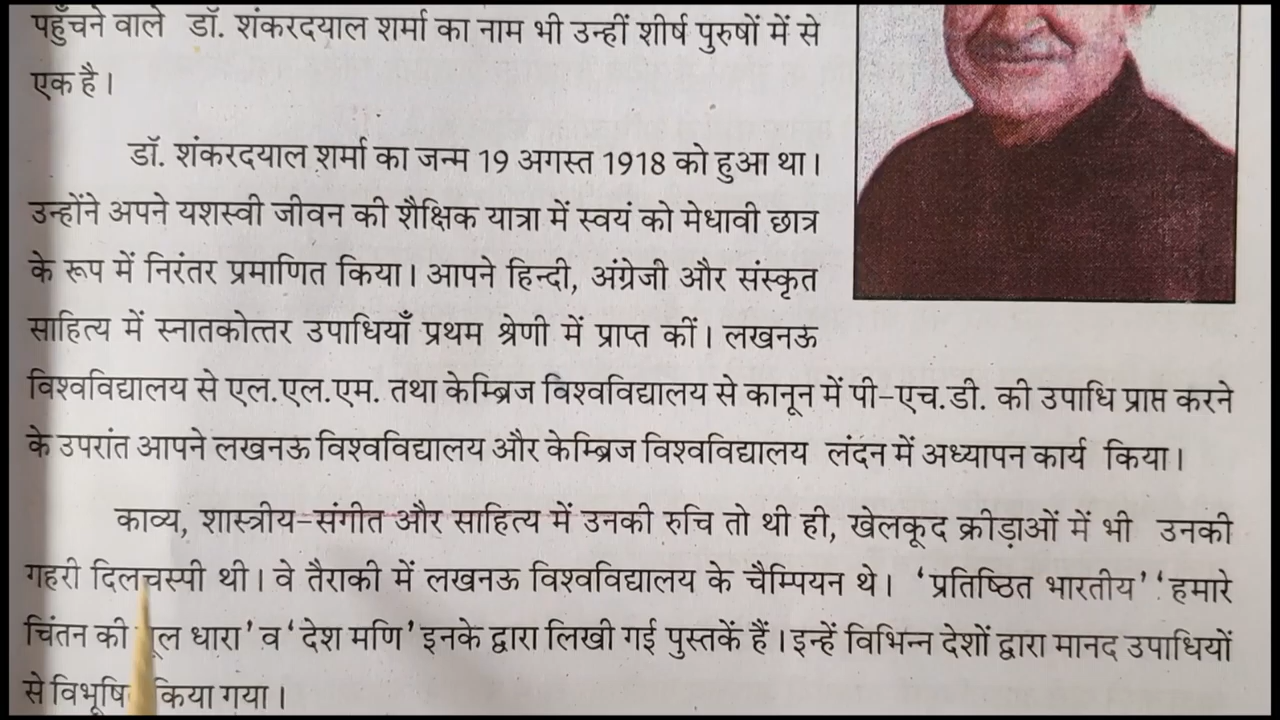 पहुँचने वाले डॉ. शंकरदयाल शर्मा का नाम भी उन्हीं शीर्ष पुरुषों में से
एक है।
डॉ. शंकरदयाल शर्मा का जन्म 19 अगस्त 1918 को हुआ था।
उन्होंने अपने यशस्वी जीवन की शैक्षिक यात्रा में स्वयं को मेधावी छात्र
के रूप में निरंतर प्रमाणित किया। आपने हिन्दी, अंग्रेजी और संस्कृत
साहित्य में स्नातकोत्तर उपाधियाँ प्रथम श्रेणी में प्राप्त कीं। लखनऊ
विश्वविद्यालय से एल.एल.एम. तथा केम्ब्रिज विश्वविद्यालय से कानून में पी-एच.डी. की उपाधि प्राप्त करने
के उपरांत आपने लखनऊ विश्वविद्यालय और केम्ब्रिज विश्वविद्यालय लंदन में अध्यापन कार्य किया।
काव्य, शास्त्रीय-संगीत और साहित्य में उनकी रुचि तो थी ही, खेलकूद क्रीड़ाओं में भी उनकी
गहरी दिलचस्पी थी। वे तैराकी में लखनऊ विश्वविद्यालय के चैम्पियन थे। ‘प्रतिष्ठित भारतीय’ ‘हमारे
चिंतन की धारा’ व ‘देश मणि’ इनके द्वारा लिखी गई पुस्तकें हैं। इन्हें विभिन्न देशों द्वारा मानद उपाधियों
से किया गया।